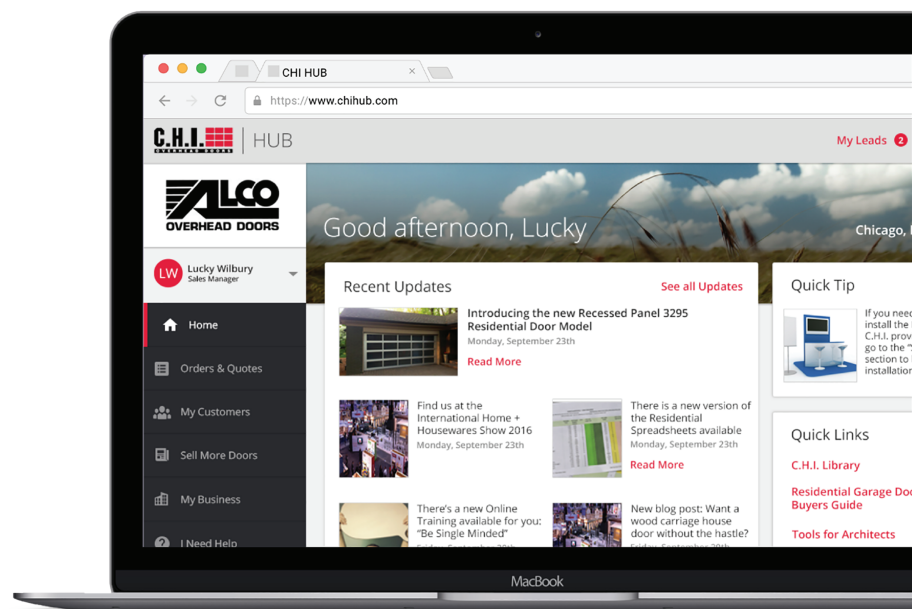 CHI HUB
https://www.chihub.com
C.H.I.
OVERHEAD DOORS
HUB
My Leads 2
ALCO
OVERHEAD DOORS
Good afternoon, Lucky
Chicago,
LW
Lucky Wilbury
Sales Manager
Home
Orders & Quotes
My Customers
Sell More Doors
My Business
I Need Help
Recent Updates
See all Updates
Introducing the new Recessed Panel 3295
Residential Door Model
Monday, September 23th
Read More
Find us at the
International Home +
Housewares Show 2016
Monday, September 23th
There is a new version of
the Residential
Spreadsheets available
Monday, September 23th
Read More
There's a new Online
Training available for you:
"Be Single Minded"
New blog post: Want a
wood carriage house
door without the hastle?
Quick Tip
If you need
install the
C.H.I. prov
go to the
section to
installation
Quick Links
C.H.I. Library
Residential Garage Doo
Buyers Guide
Tools for Architects
MacBook